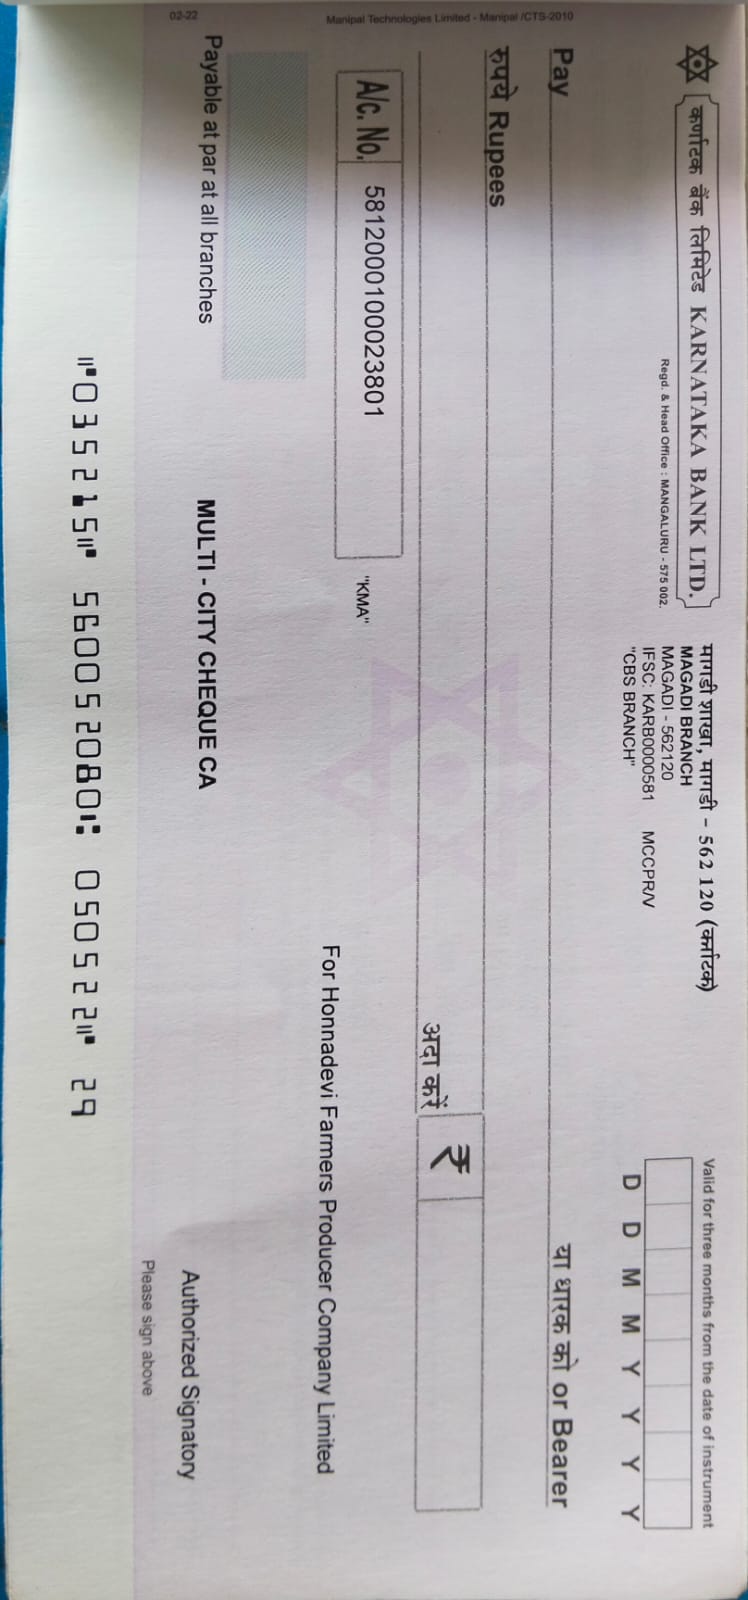 कर्णाटक बैंक लिमिटेड KARNATAKA BANK LTD.
Regd. & Head Office : MANGALURU - 575 002.
मागडी शाखा, मागडी – 562 120 (कर्नाटक)
MAGADI BRANCH
MAGADI - 562120
IFSC: KARB0000581 MCCPR/V
"CBS BRANCH"
Valid for three months from the date of instrument
D D M M Y Y Y Y
Pay
या धारक को or Bearer
रुपये Rupees
अदा करें
₹
A/c. No. 5812000100023801
"KMA"
For Honnadevi Farmers Producer Company Limited
Payable at par at all branches
MULTI - CITY CHEQUE CA
Authorized Signatory
Please sign above
⑈035215⑈ 560052080⑆ 050522⑈ 29
02-22
Manipal Technologies Limited - Manipal /CTS-2010